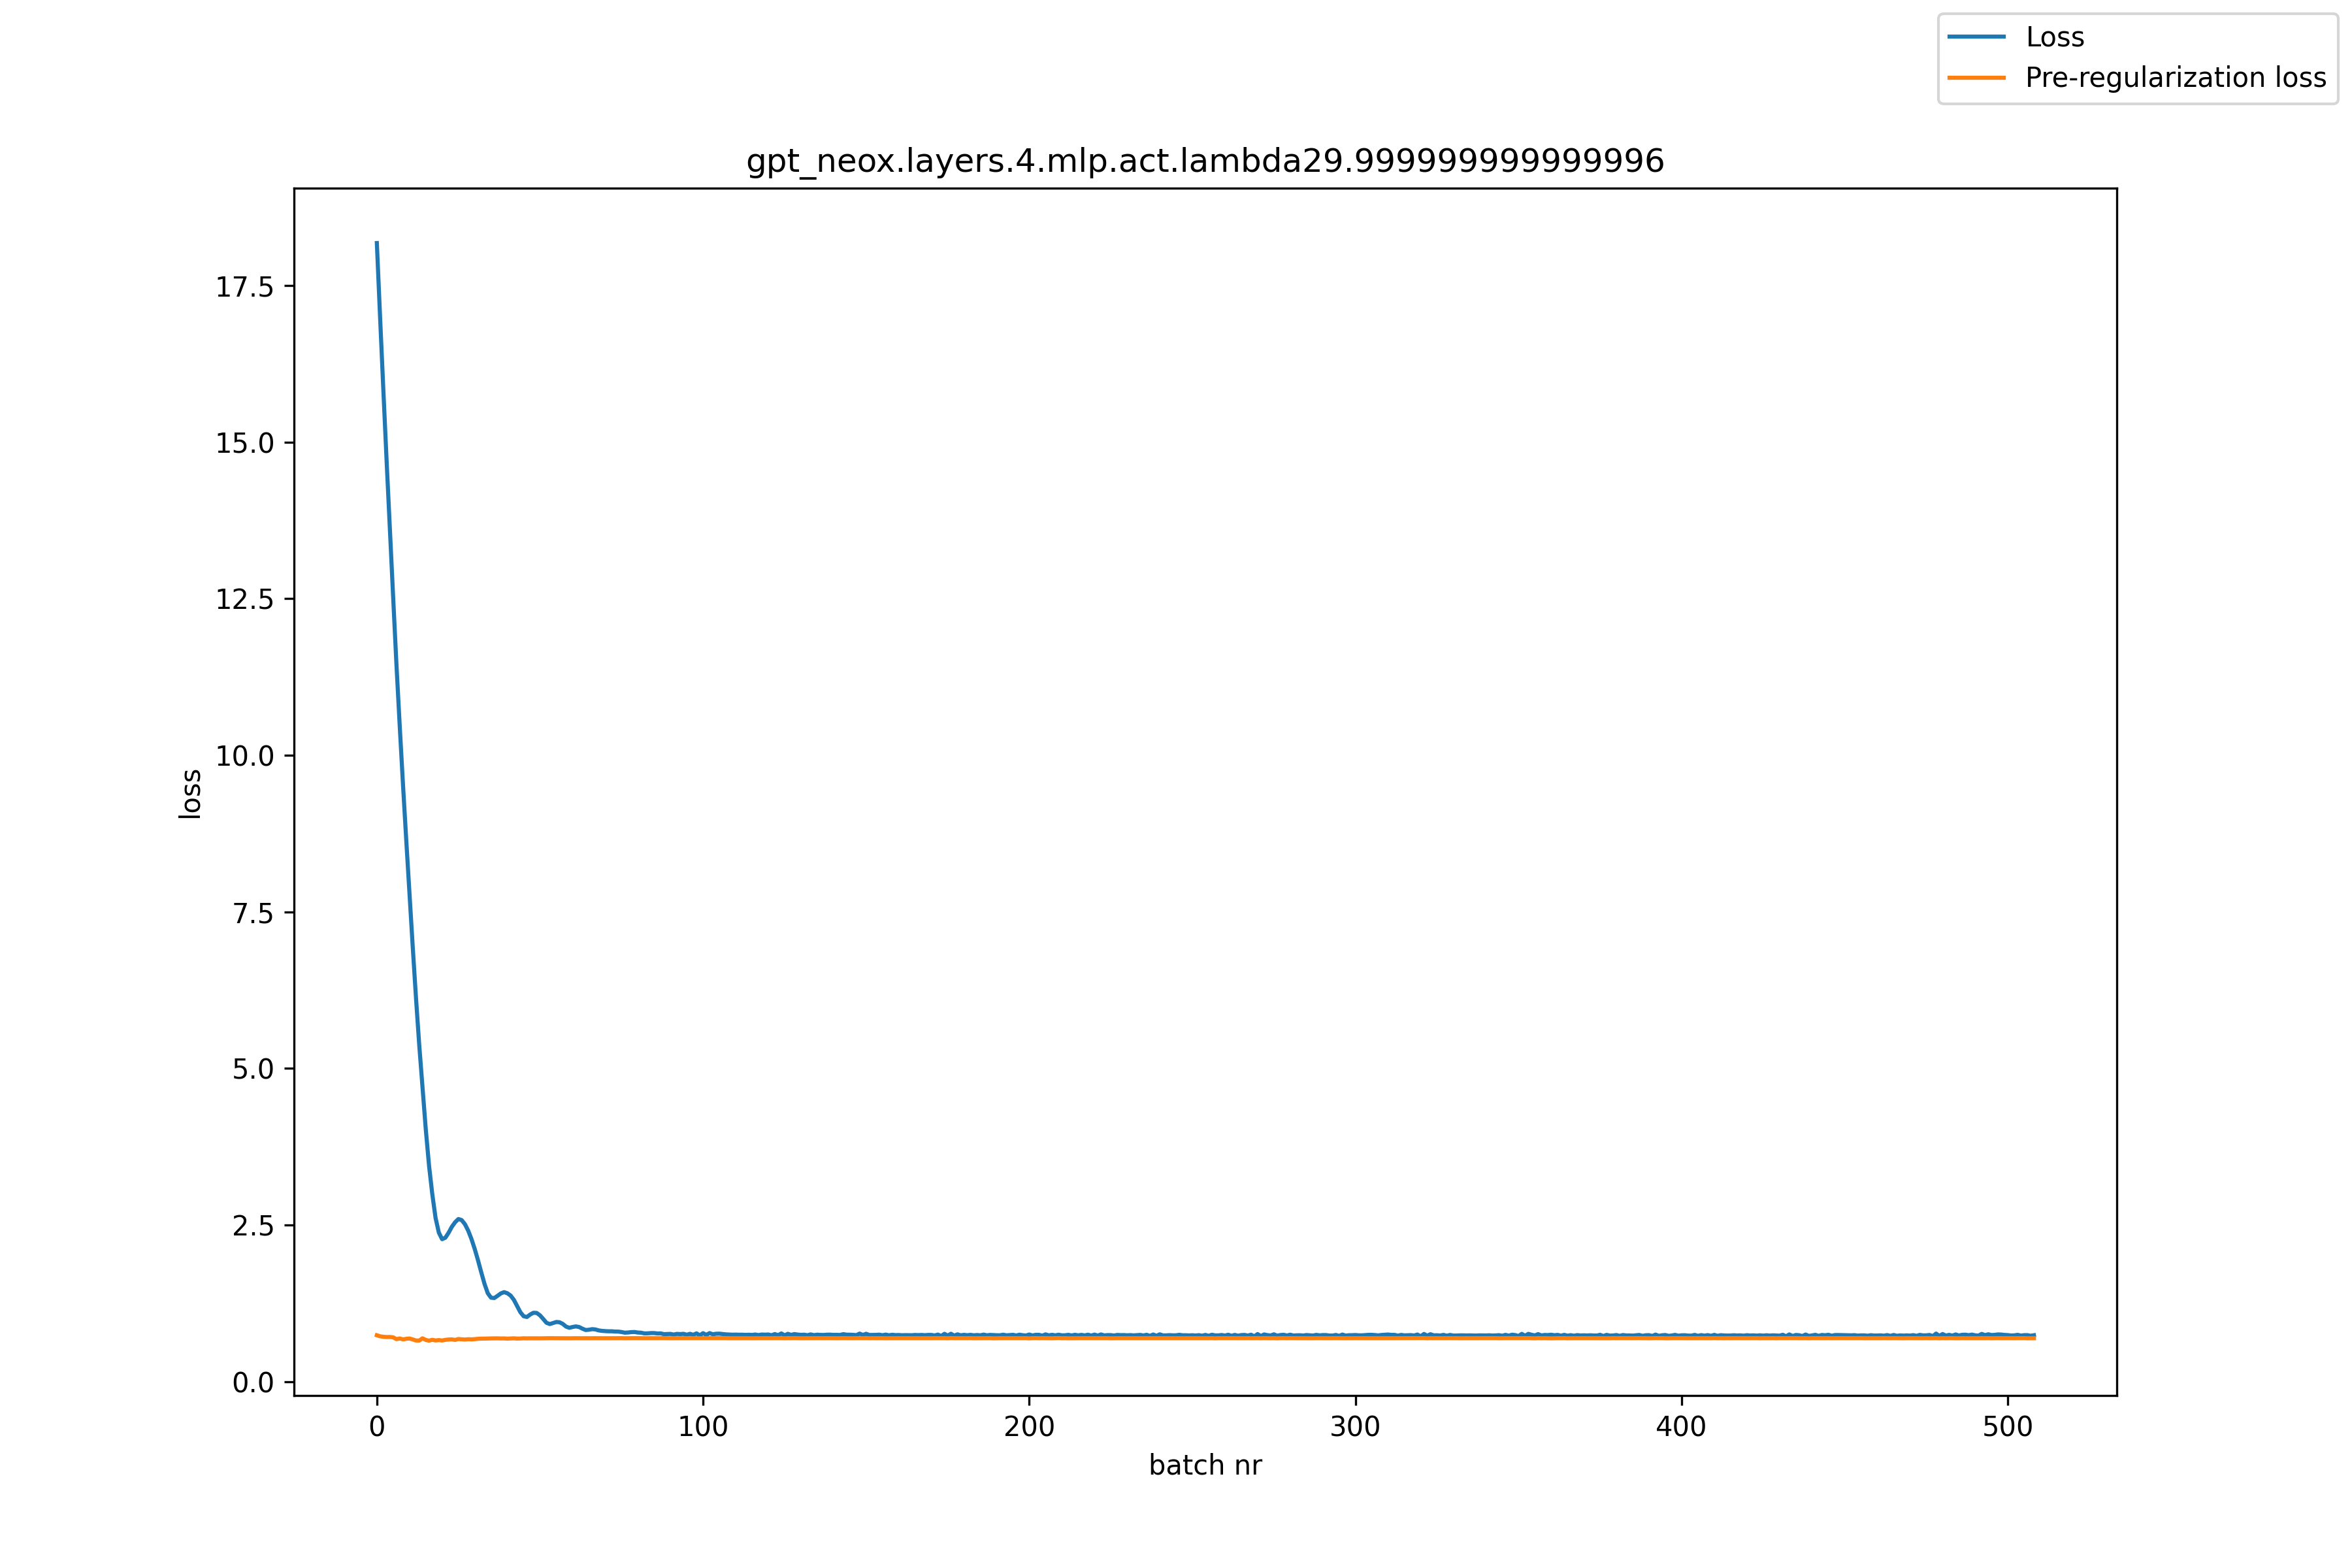 Loss
Pre-regularization loss
gpt_neox.layers.4.mlp.act.lambda29.999999999999996
17.5
15.0
12.5
10.0
7.5
5.0
2.5
0.0
loss
0 100 200 300 400 500
batch nr